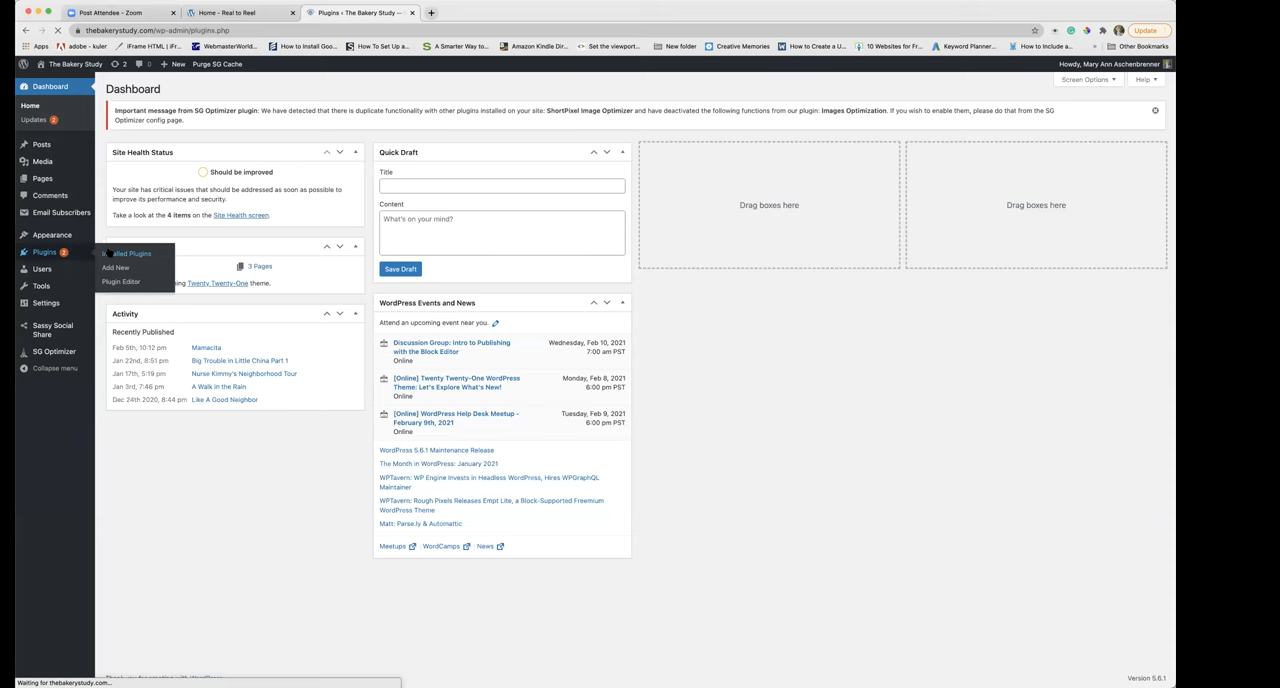 Post Attendee - Zoom
Home - Real to Reel
Plugins ‹ The Bakery Study —
thebakerystudy.com/wp-admin/plugins.php
Update
Apps
adobe - kuler
iFrame HTML | iFr...
WebmasterWorld...
How to Install Goo...
How To Set Up a...
A Smarter Way to...
Amazon Kindle Dir...
Set the viewport...
New folder
Creative Memories
How to Create a U...
10 Websites for Fr...
Keyword Planner...
How to Include a...
»
Other Bookmarks
The Bakery Study
2
0
+ New
Purge SG Cache
Howdy, Mary Ann Aschenbrenner
Dashboard
Home
Updates 2
Posts
Media
Pages
Comments
Email Subscribers
Appearance
Plugins 2
Users
Tools
Settings
Sassy Social
Share
SG Optimizer
Collapse menu
Add New
Plugin Editor
Screen Options
Help
Dashboard
Important message from SG Optimizer plugin: We have detected that there is duplicate functionality with other plugins installed on your site: ShortPixel Image Optimizer and have deactivated the following functions from our plugin: Images Optimization. If you wish to enable them, please do that from the SG
Optimizer config page.
Site Health Status
Should be improved
Your site has critical issues that should be addressed as soon as possible to
improve its performance and security.
Take a look at the 4 items on the Site Health screen.
3 Pages
Twenty Twenty-One theme.
Activity
Recently Published
Feb 5th, 10:12 pm Mamacita
Jan 22nd, 8:51 pm Big Trouble in Little China Part 1
Jan 17th, 5:19 pm Nurse Kimmy's Neighborhood Tour
Jan 3rd, 7:46 pm A Walk in the Rain
Dec 24th 2020, 8:44 pm Like A Good Neighbor
Quick Draft
Title
Content
What's on your mind?
Save Draft
WordPress Events and News
Attend an upcoming event near you.
Discussion Group: Intro to Publishing
with the Block Editor
Online
Wednesday, Feb 10, 2021
7:00 am PST
[Online] Twenty Twenty-One WordPress
Theme: Let's Explore What's New!
Online
Monday, Feb 8, 2021
6:00 pm PST
[Online] WordPress Help Desk Meetup -
February 9th, 2021
Online
Tuesday, Feb 9, 2021
6:00 pm PST
WordPress 5.6.1 Maintenance Release
The Month in WordPress: January 2021
WPTavern: WP Engine Invests in Headless WordPress, Hires WPGraphQL
Maintainer
WPTavern: Rough Pixels Releases Empt Lite, a Block-Supported Freemium
WordPress Theme
Matt: Parse.ly & Automattic
Meetups | WordCamps | News
Drag boxes here
Drag boxes here
Version 5.6.1
Waiting for thebakerystudy.com...